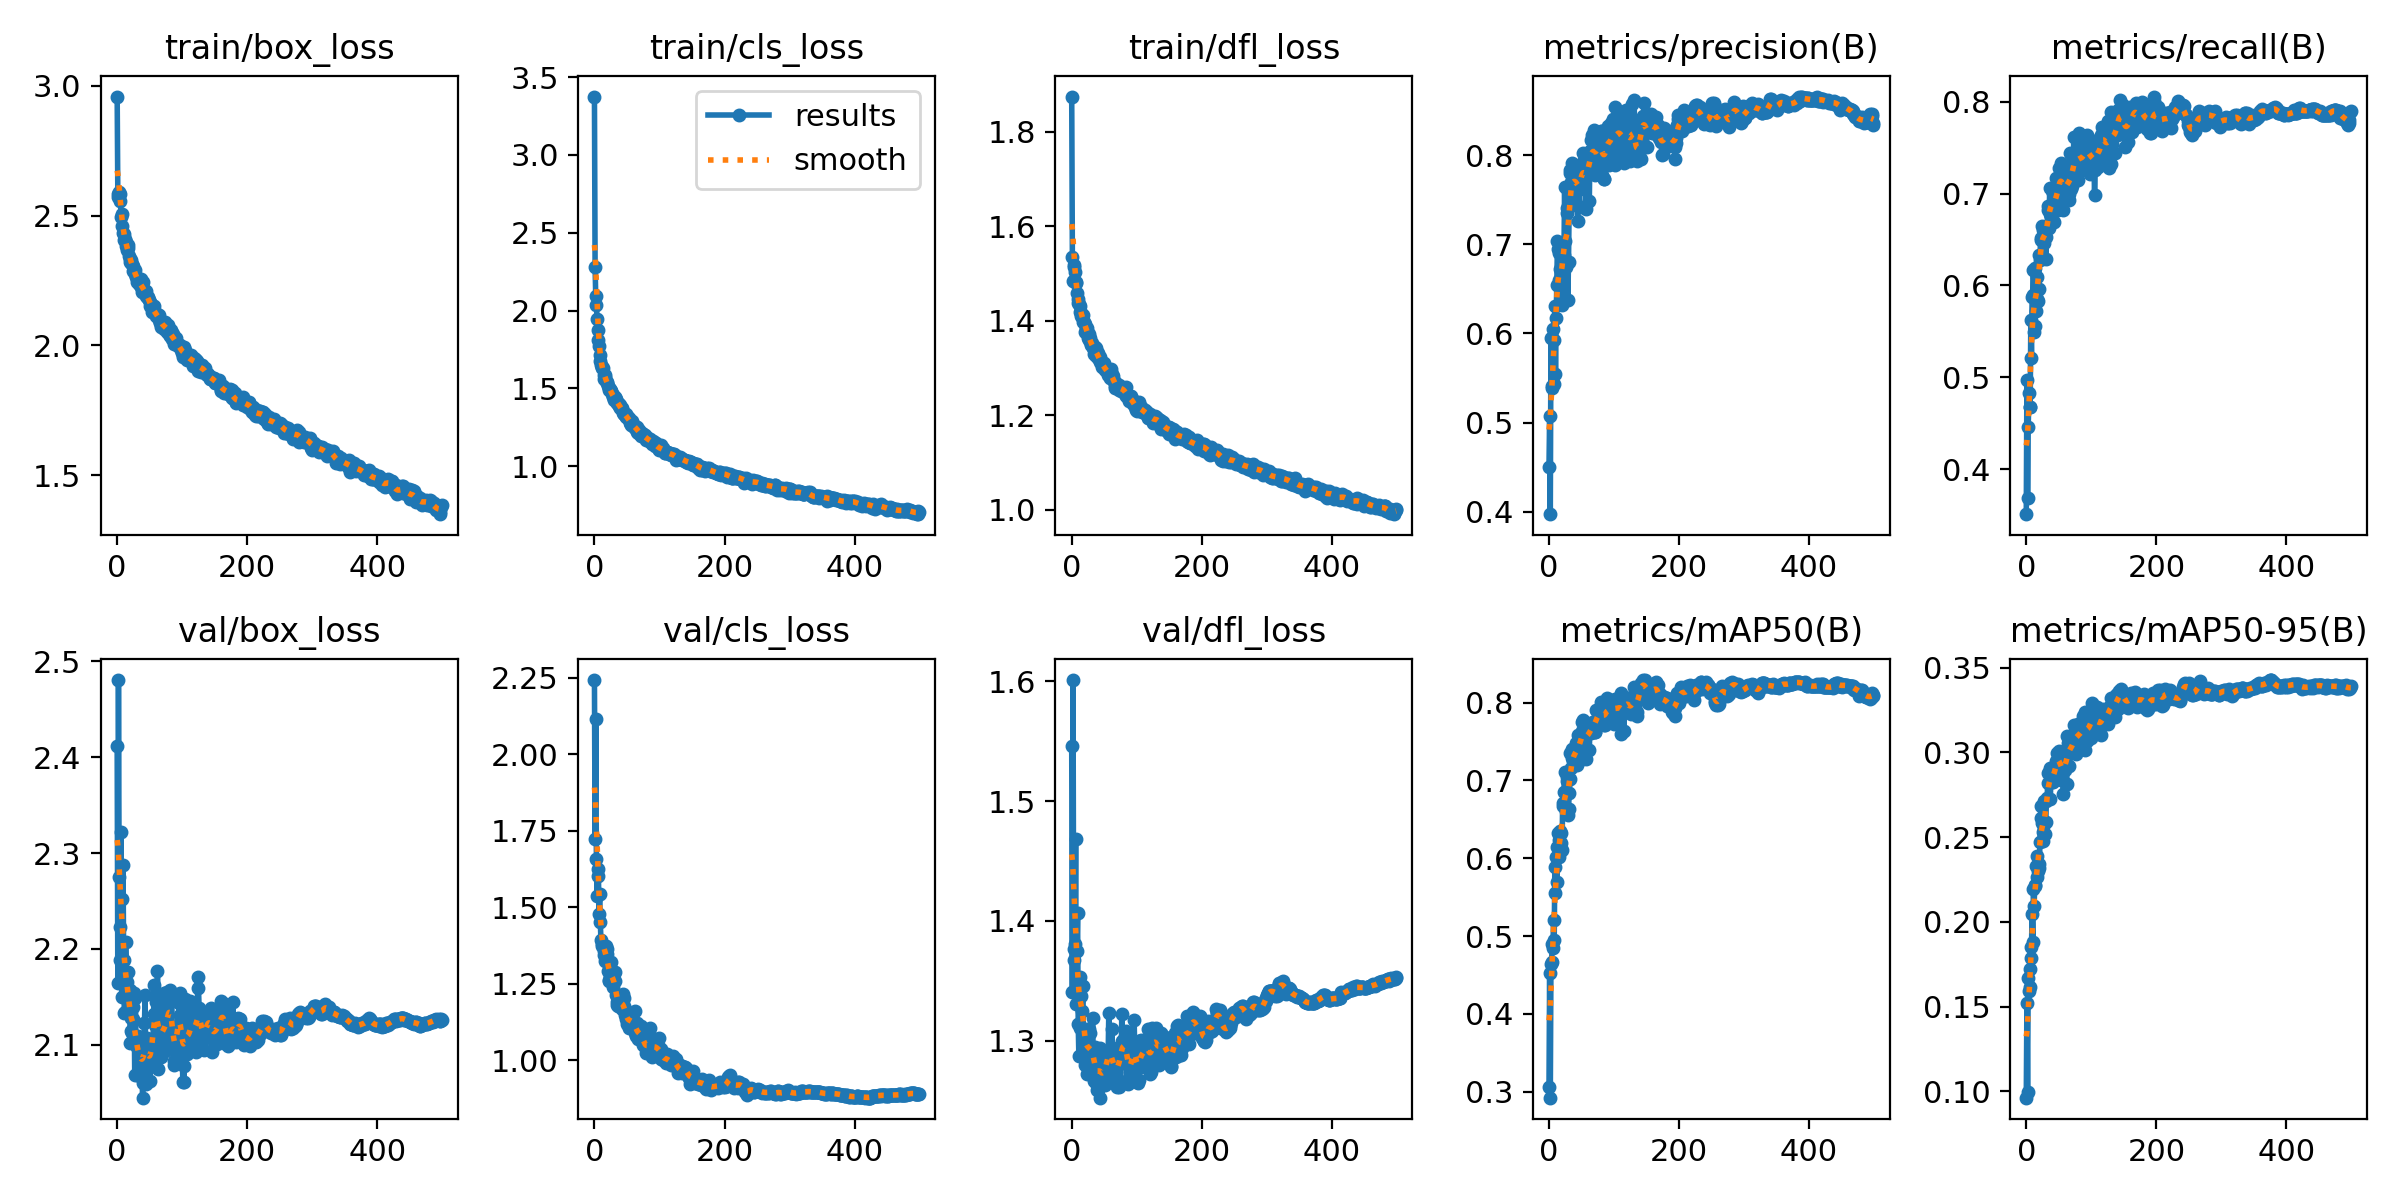 train/box_loss
3.0
2.5
2.0
1.5
0 200 400
train/cls_loss
3.5
3.0
2.5
2.0
1.5
1.0
0 200 400
results
smooth
train/dfl_loss
1.8
1.6
1.4
1.2
1.0
0 200 400
metrics/precision(B)
0.8
0.7
0.6
0.5
0.4
0 200 400
metrics/recall(B)
0.8
0.7
0.6
0.5
0.4
0 200 400
val/box_loss
2.5
2.4
2.3
2.2
2.1
0 200 400
val/cls_loss
2.25
2.00
1.75
1.50
1.25
1.00
0 200 400
val/dfl_loss
1.6
1.5
1.4
1.3
0 200 400
metrics/mAP50(B)
0.8
0.7
0.6
0.5
0.4
0.3
0 200 400
metrics/mAP50-95(B)
0.35
0.30
0.25
0.20
0.15
0.10
0 200 400